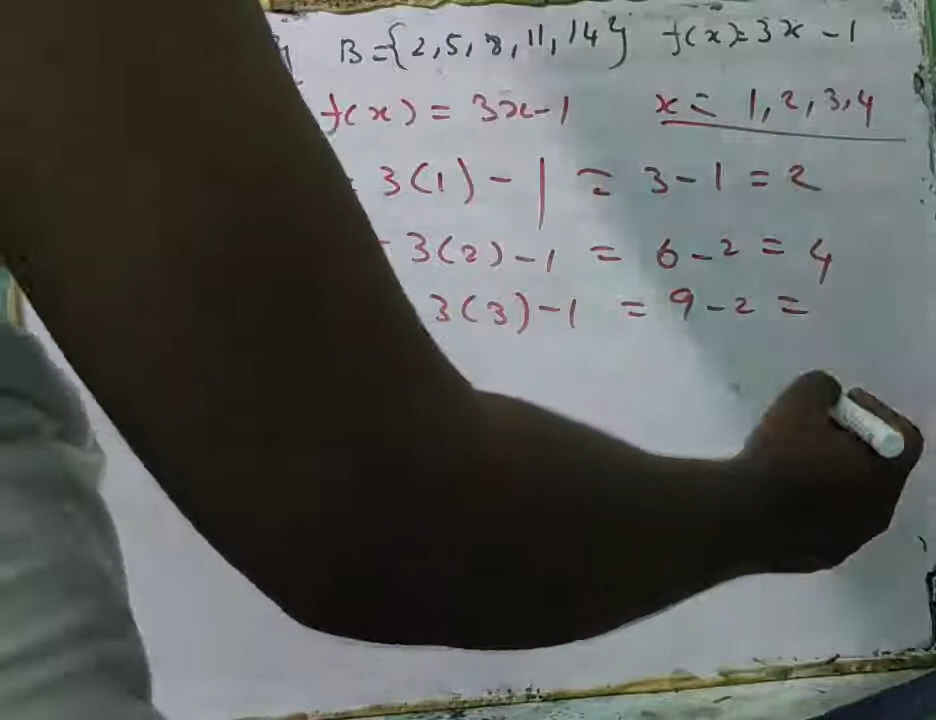 B={2,5,8,11,14} f(x)=3x-1
f(x) = 3x-1 x= 1,2,3,4
= 3(1)-1 = 3-1 = 2
= 3(2)-1 = 6-2 = 4
3(3)-1 = 9-2 =